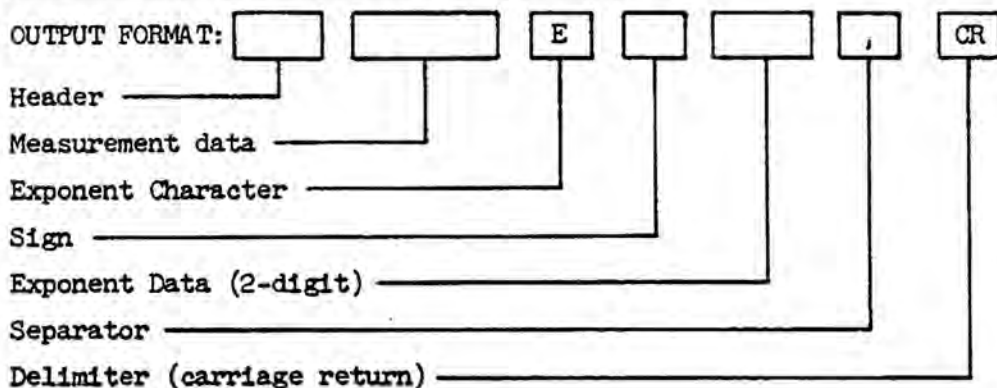 OUTPUT FORMAT: E , CR
Header
Measurement data
Exponent Character
Sign
Exponent Data (2-digit)
Separator
Delimiter (carriage return)